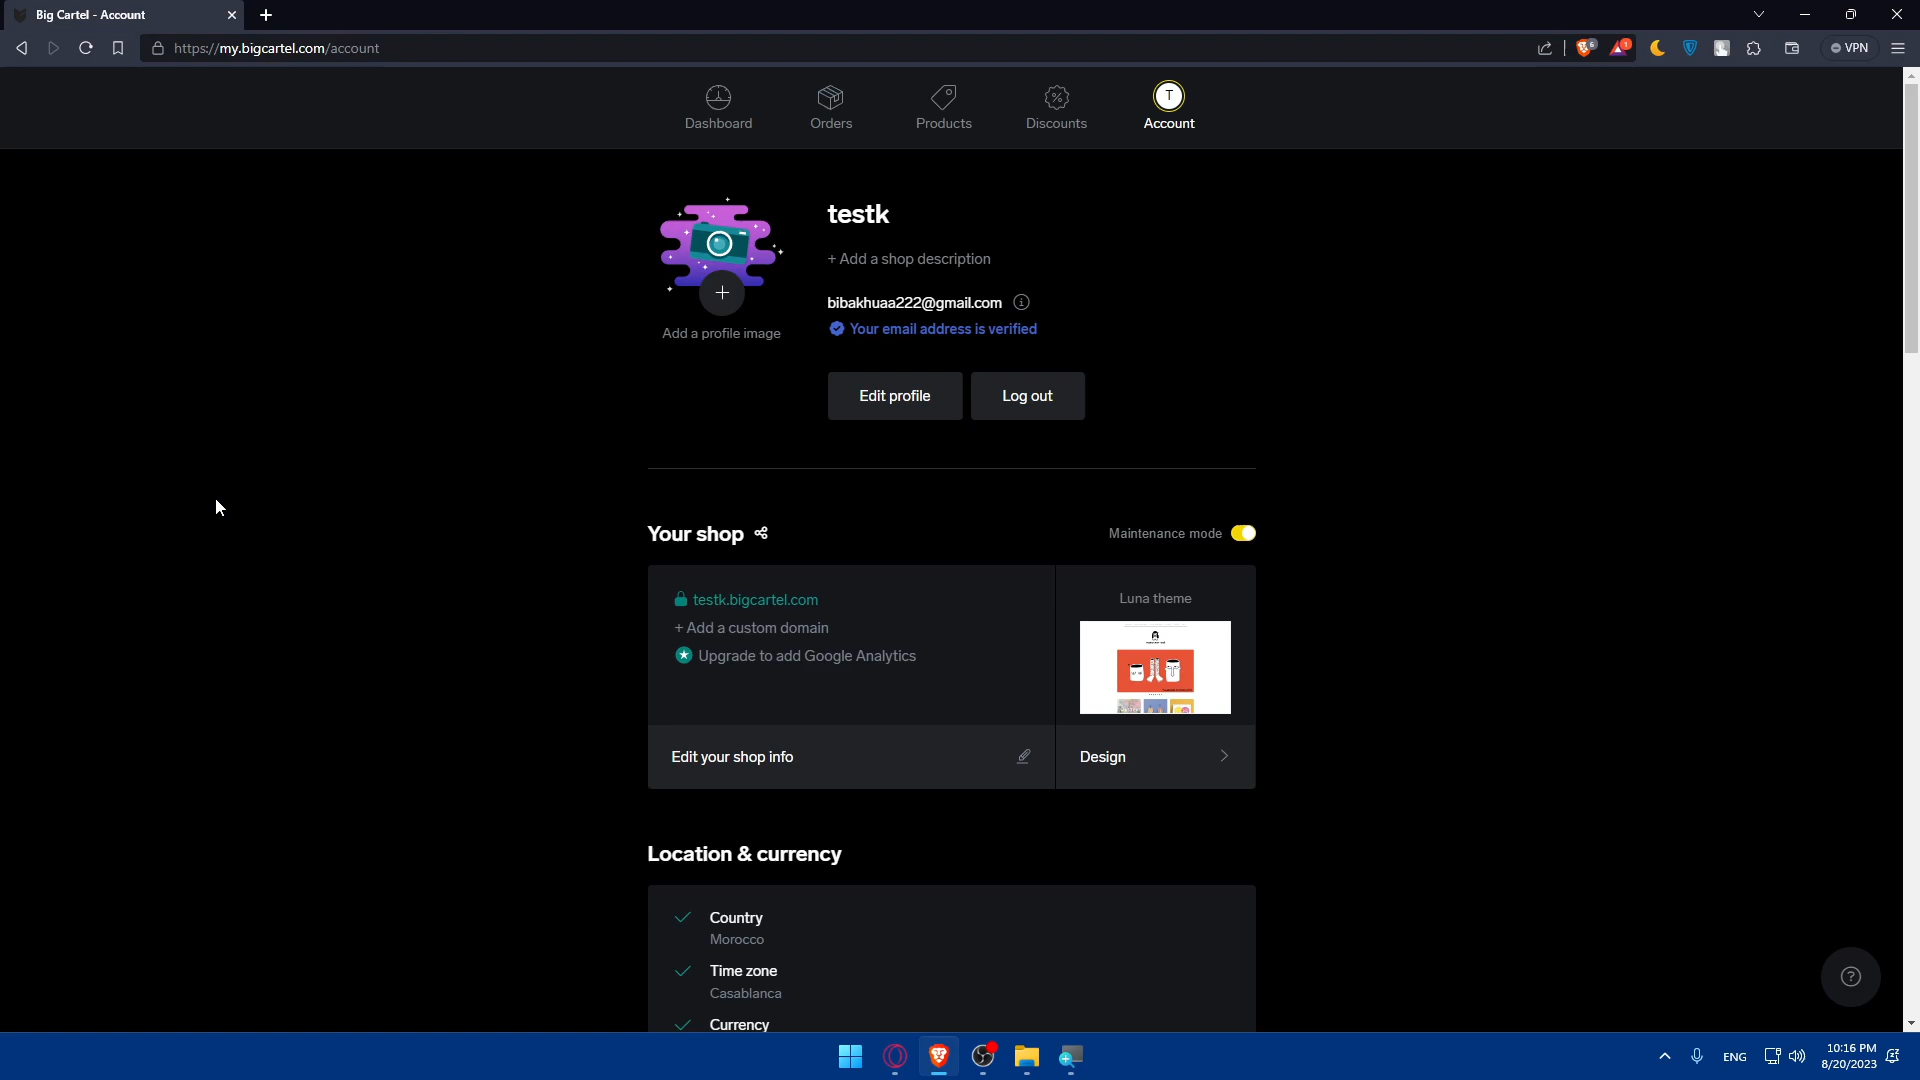 Big Cartel - Account
https://my.bigcartel.com/account
6
1
VPN
Dashboard
Orders
Products
Discounts
T
Account
testk
+ Add a shop description
bibakhuaa222@gmail.com
Your email address is verified
Add a profile image
Edit profile
Log out
Your shop
Maintenance mode
testk.bigcartel.com
+ Add a custom domain
Upgrade to add Google Analytics
Luna theme
Edit your shop info
Design
Location & currency
Country
Morocco
Time zone
Casablanca
Currency
ENG
10:16 PM
8/20/2023